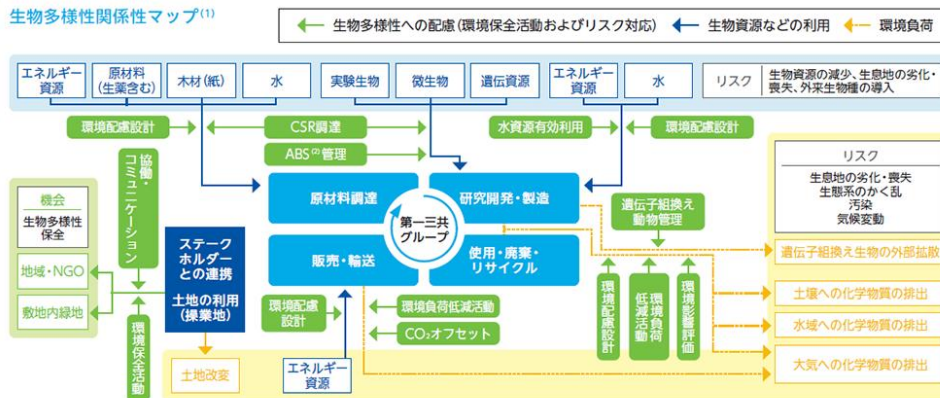 生物多様性関係性マップ(1)
生物多様性への配慮(環境保全活動およびリスク対応)
生物資源などの利用
環境負荷
エネルギー
資源
原材料
(生薬含む)
木材(紙)
水
実験生物
微生物
遺伝資源
エネルギー
資源
水
リスク
生物資源の減少、生息地の劣化・
喪失、外来生物種の導入
環境配慮設計
CSR調達
水資源有効利用
環境配慮設計
ABS(2)管理
協働・
コミュニケーション
機会
生物多様性
保全
地域・NGO
敷地内緑地
環境保全活動
ステーク
ホルダー
との連携
土地の利用
(操業地)
土地改変
原材料調達
研究開発・製造
第一三共
グループ
販売・輸送
使用・廃棄・
リサイクル
環境配慮
設計
環境負荷低減活動
CO₂オフセット
エネルギー
資源
遺伝子組換え
動物管理
環境配慮設計
環境負荷
低減活動
環境影響評価
リスク
生息地の劣化・喪失
生態系のかく乱
汚染
気候変動
遺伝子組換え生物の外部拡散
土壌への化学物質の排出
水域への化学物質の排出
大気への化学物質の排出